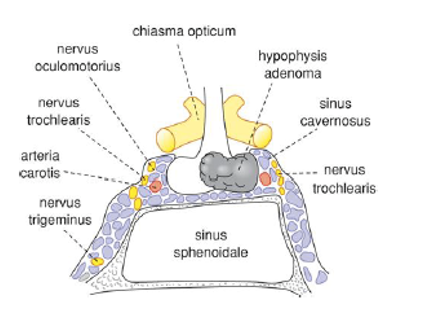 chiasma opticum
nervus
oculomotorius
hypophysis
adenoma
nervus
trochlearis
sinus
cavernosus
arteria
carotis
nervus
trochlearis
nervus
trigeminus
sinus
sphenoidale